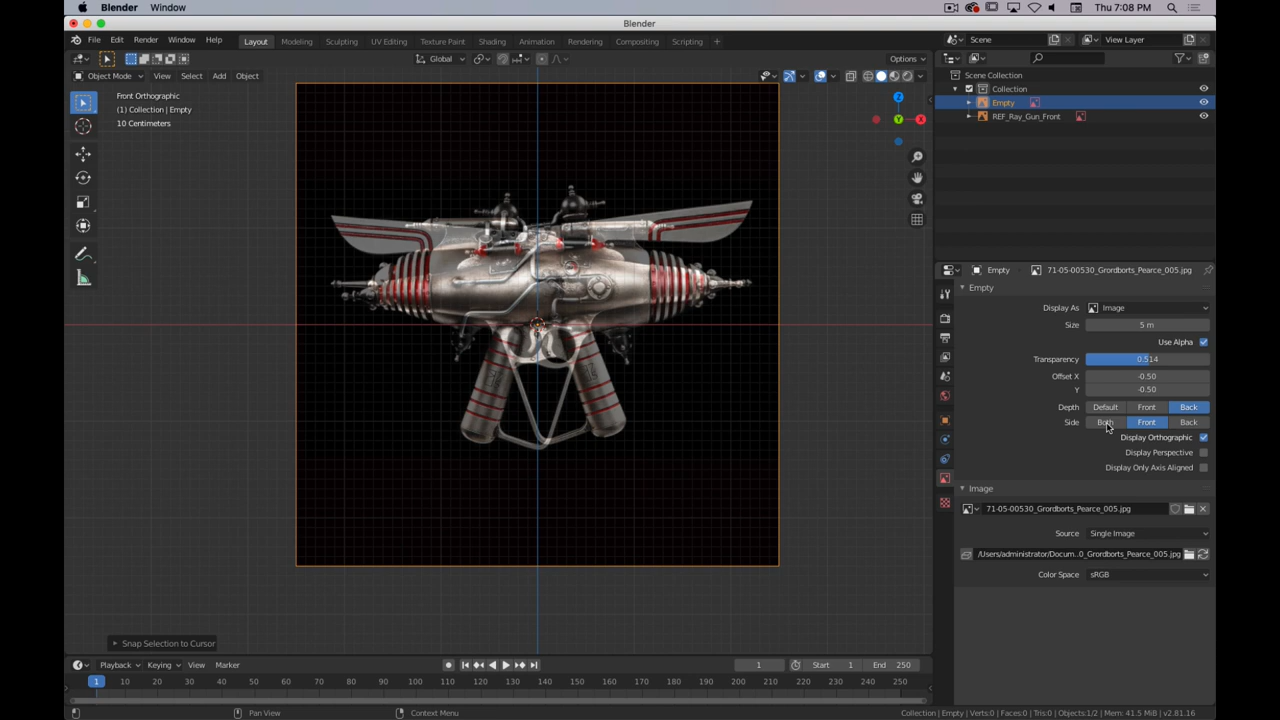 Blender Window Thu 7:08 PM
Blender
File Edit Render Window Help Layout Modeling Sculpting UV Editing Texture Paint Shading Animation Rendering Compositing Scripting + Scene View Layer
Global Options
Object Mode View Select Add Object
Front Orthographic
(1) Collection | Empty
10 Centimeters
Z
Y X
Scene Collection
Collection
Empty
REF_Ray_Gun_Front
Empty 71-05-00530_Grordborts_Pearce_005.jpg
Empty
Display As Image
Size 5 m
Use Alpha
Transparency 0.514
Offset X -0.50
Y -0.50
Depth Default Front Back
Side Both Front Back
Display Orthographic
Display Perspective
Display Only Axis Aligned
Image
71-05-00530_Grordborts_Pearce_005.jpg
Source Single Image
/Users/administrator/Docum...0_Grordborts_Pearce_005.jpg
Color Space sRGB
Snap Selection to Cursor
Playback Keying View Marker 1 Start 1 End 250
1 10 20 30 40 50 60 70 80 90 100 110 120 130 140 150 160 170 180 190 200 210 220 230 240 250
Pan View Context Menu Collection | Empty | Verts:0 | Faces:0 | Tris:0 | Objects:1/2 | Mem: 41.5 MiB | v2.81.16